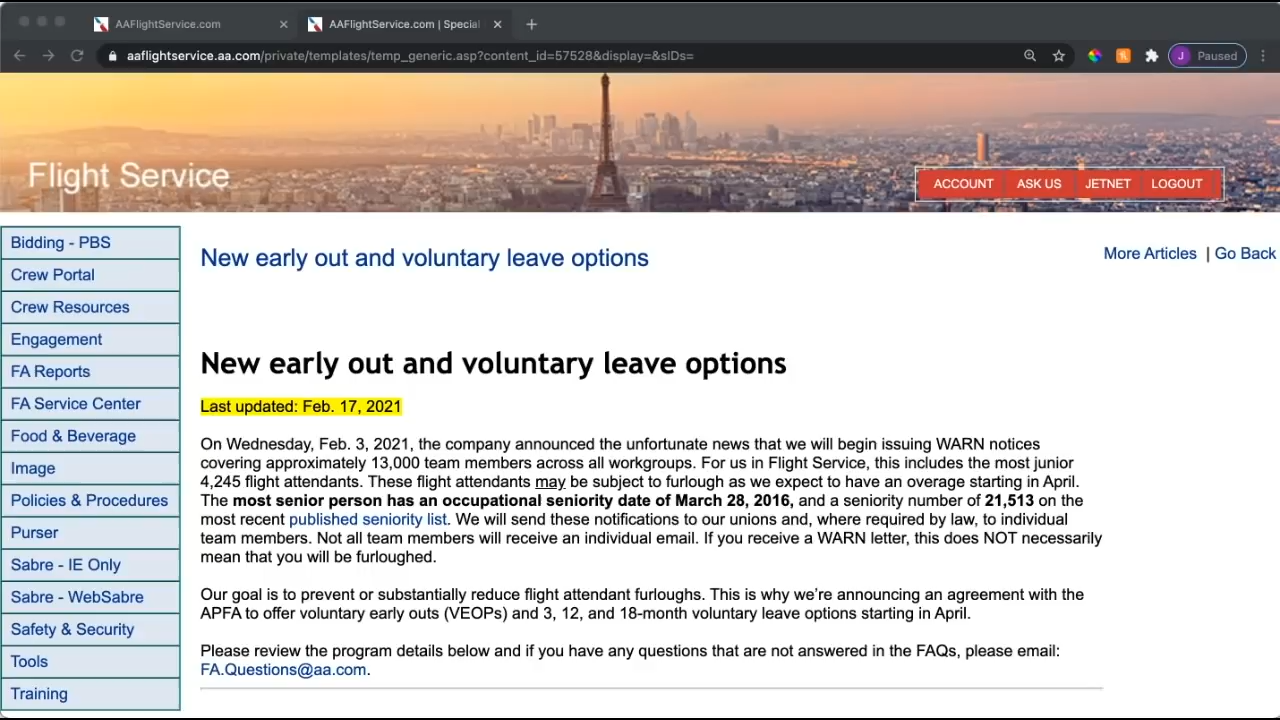 AAFlightService.com
AAFlightService.com | Special
aaflightservice.aa.com/private/templates/temp_generic.asp?content_id=57528&display=&sIDs=
J Paused
Flight Service
ACCOUNT ASK US JETNET LOGOUT
Bidding - PBS
Crew Portal
Crew Resources
Engagement
FA Reports
FA Service Center
Food & Beverage
Image
Policies & Procedures
Purser
Sabre - IE Only
Sabre - WebSabre
Safety & Security
Tools
Training
New early out and voluntary leave options
More Articles | Go Back
New early out and voluntary leave options
Last updated: Feb. 17, 2021
On Wednesday, Feb. 3, 2021, the company announced the unfortunate news that we will begin issuing WARN notices
covering approximately 13,000 team members across all workgroups. For us in Flight Service, this includes the most junior
4,245 flight attendants. These flight attendants may be subject to furlough as we expect to have an overage starting in April.
The most senior person has an occupational seniority date of March 28, 2016, and a seniority number of 21,513 on the
most recent published seniority list. We will send these notifications to our unions and, where required by law, to individual
team members. Not all team members will receive an individual email. If you receive a WARN letter, this does NOT necessarily
mean that you will be furloughed.
Our goal is to prevent or substantially reduce flight attendant furloughs. This is why we're announcing an agreement with the
APFA to offer voluntary early outs (VEOPs) and 3, 12, and 18-month voluntary leave options starting in April.
Please review the program details below and if you have any questions that are not answered in the FAQs, please email:
FA.Questions@aa.com.